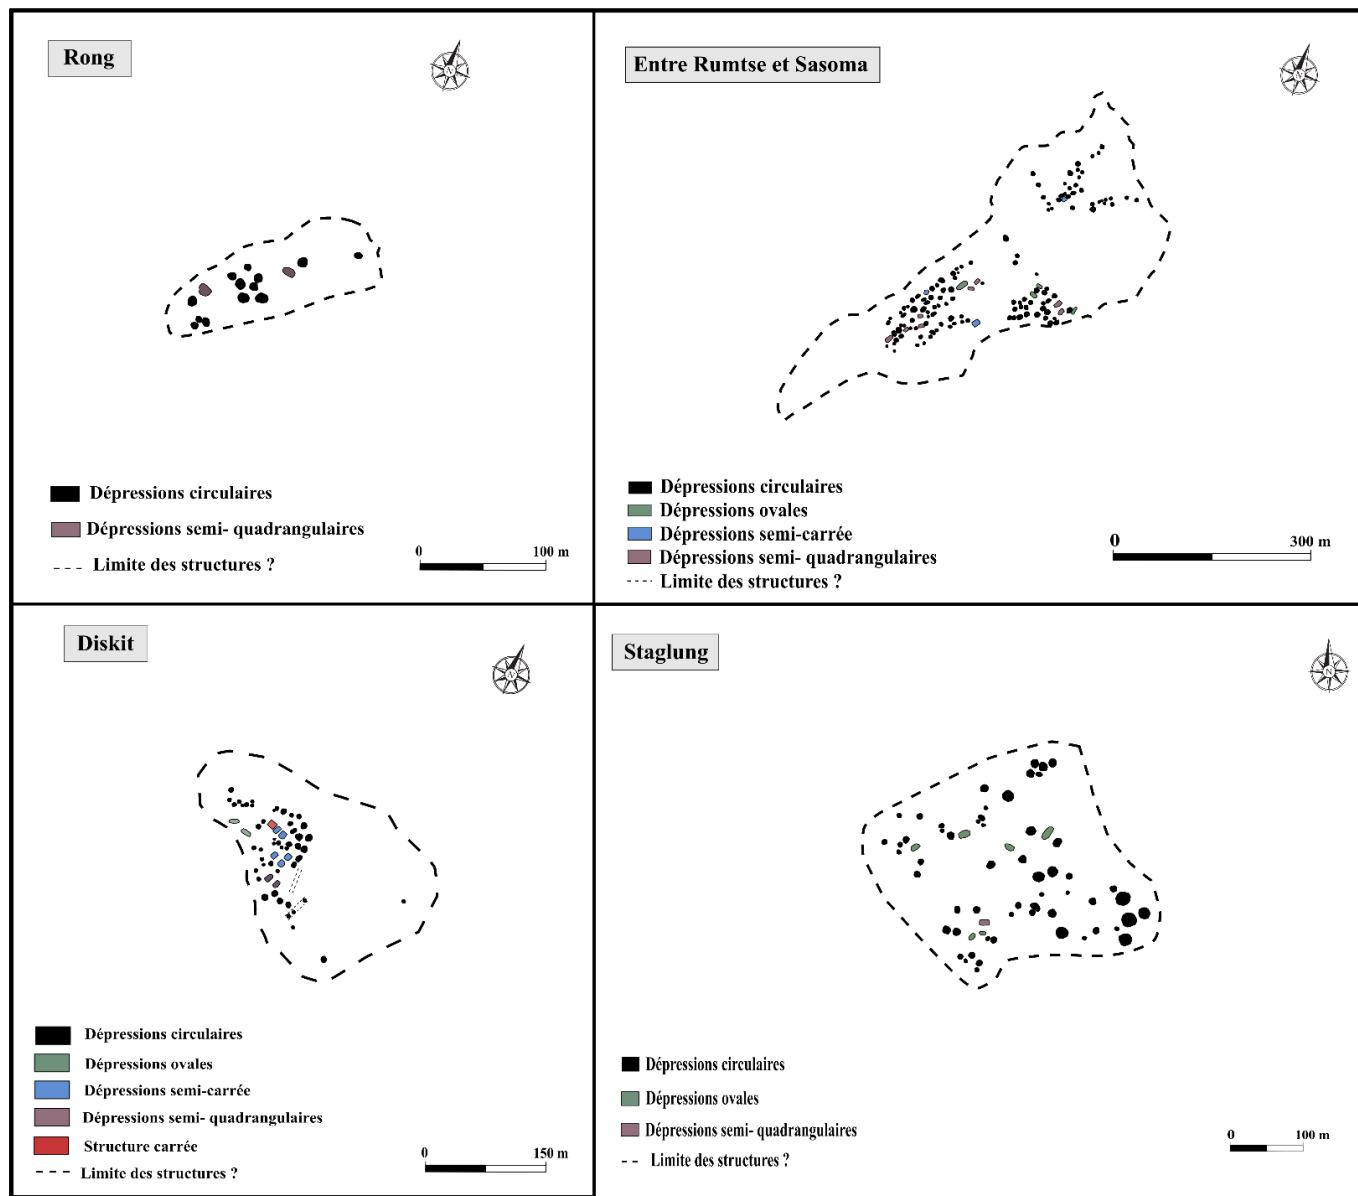 Rong
N
Dépressions circulaires
Dépressions semi- quadrangulaires
Limite des structures ?
0 100 m
Entre Rumtse et Sasoma
N
Dépressions circulaires
Dépressions ovales
Dépressions semi-carrée
Dépressions semi- quadrangulaires
Limite des structures ?
0 300 m
Diskit
N
Dépressions circulaires
Dépressions ovales
Dépressions semi-carrée
Dépressions semi- quadrangulaires
Structure carrée
Limite des structures ?
0 150 m
Staglung
N
Dépressions circulaires
Dépressions ovales
Dépressions semi- quadrangulaires
Limite des structures ?
0 100 m